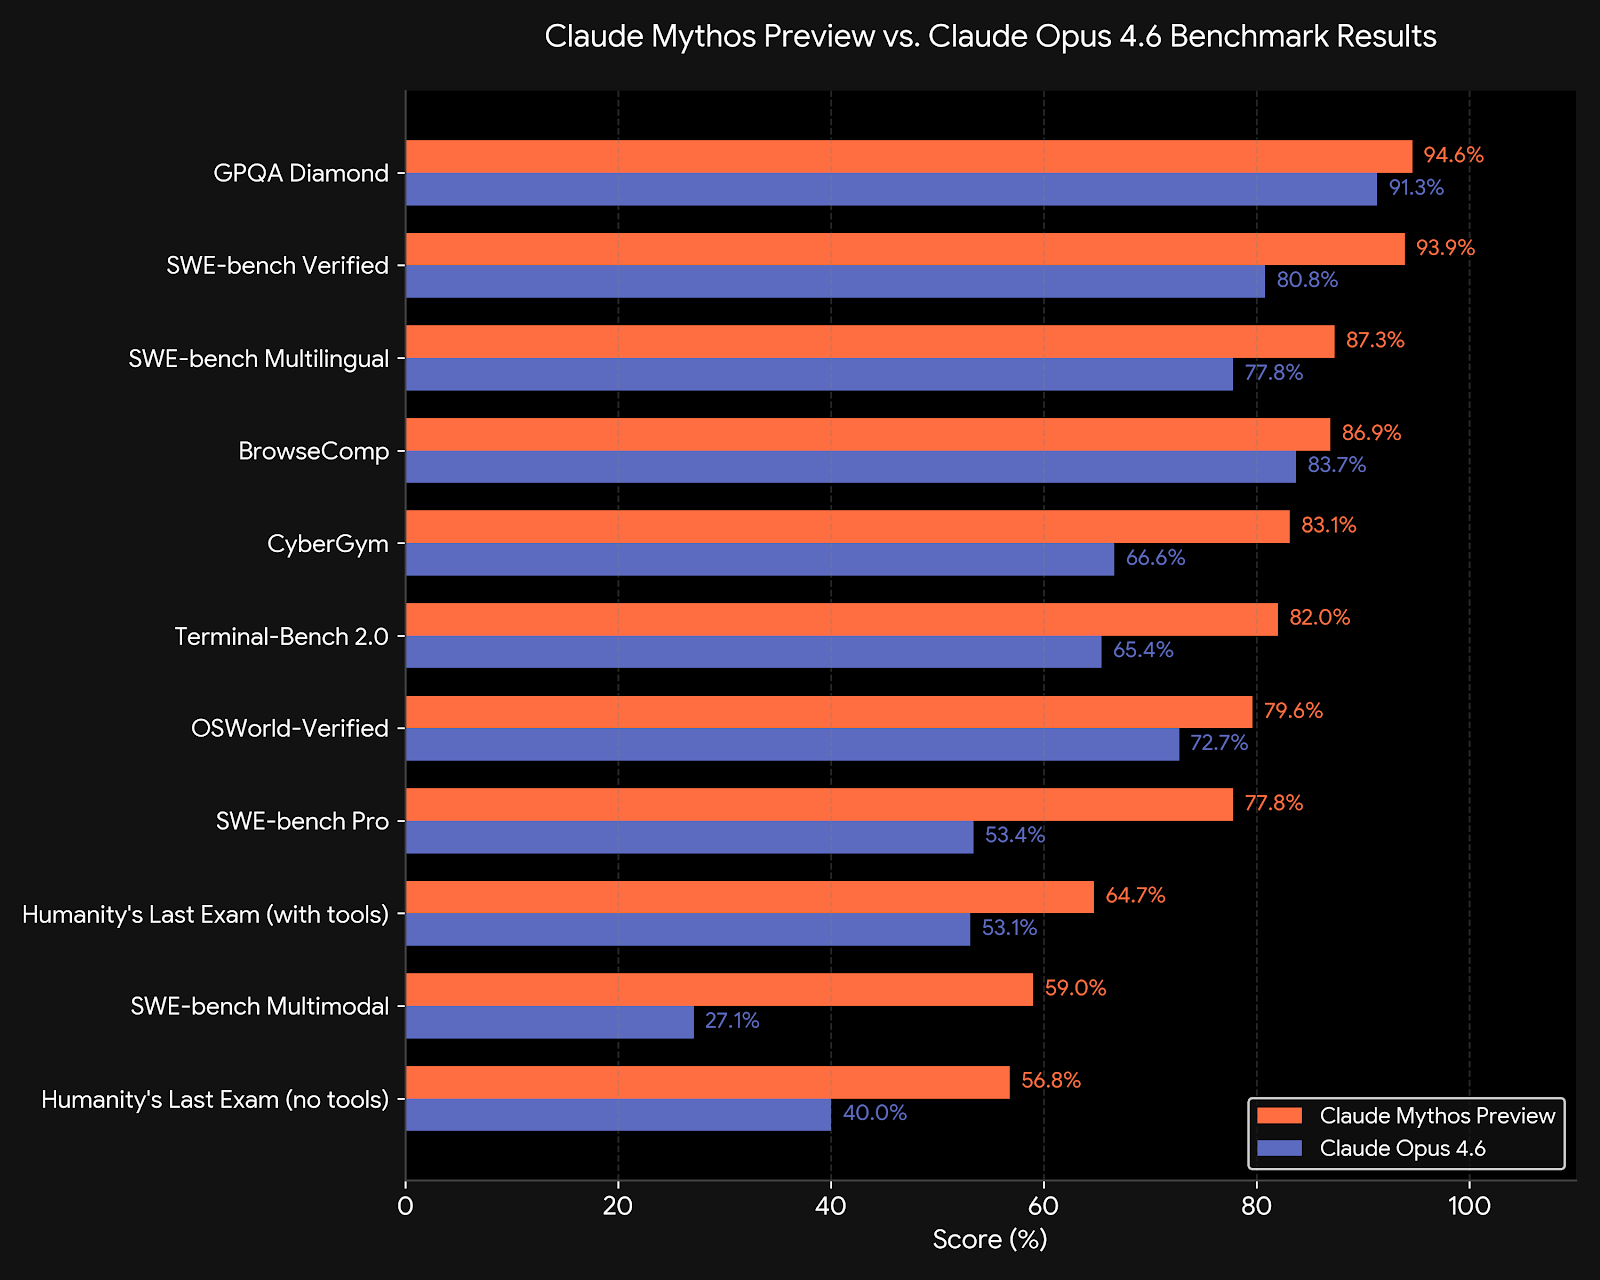 Claude Mythos Preview vs. Claude Opus 4.6 Benchmark Results
GPQA Diamond
94.6%
91.3%
SWE-bench Verified
93.9%
80.8%
SWE-bench Multilingual
87.3%
77.8%
BrowseComp
86.9%
83.7%
CyberGym
83.1%
66.6%
Terminal-Bench 2.0
82.0%
65.4%
OSWorld-Verified
79.6%
72.7%
SWE-bench Pro
77.8%
53.4%
Humanity's Last Exam (with tools)
64.7%
53.1%
SWE-bench Multimodal
59.0%
27.1%
Humanity's Last Exam (no tools)
56.8%
40.0%
Claude Mythos Preview
Claude Opus 4.6
0 20 40 60 80 100
Score (%)